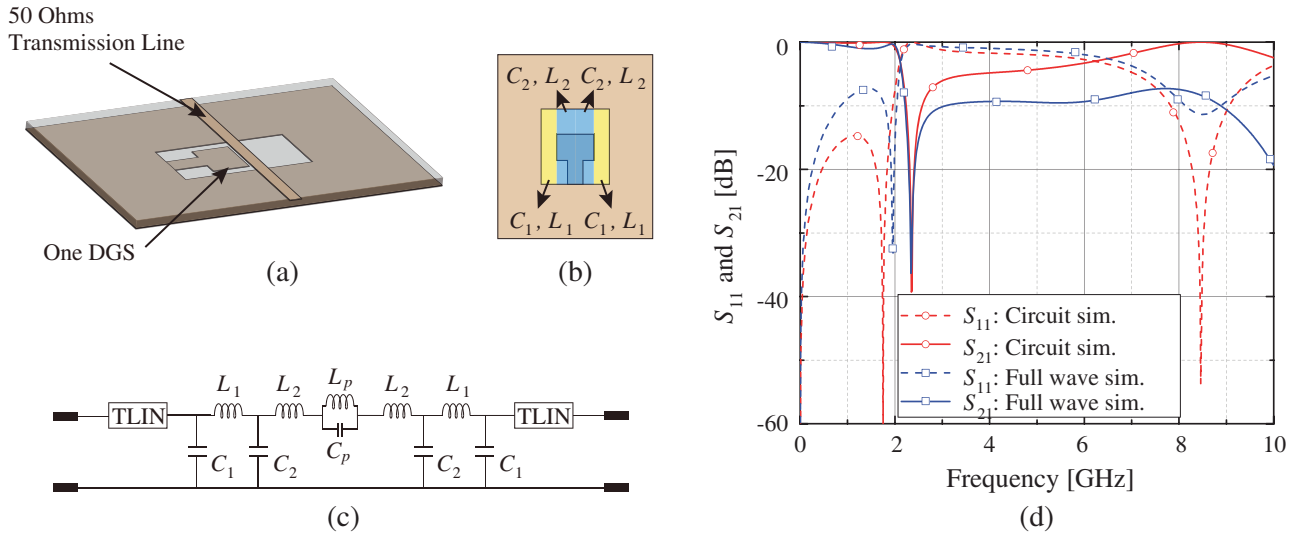 50 Ohms
Transmission Line
One DGS
(a)
C2, L2 C2, L2
C1, L1 C1, L1
(b)
L1 L2 Lp L2 L1
TLIN TLIN
C1 C2 Cp C2 C1
(c)
S11 and S21 [dB]
0
-20
-40
-60
S11: Circuit sim.
S21: Circuit sim.
S11: Full wave sim.
S21: Full wave sim.
0 2 4 6 8 10
Frequency [GHz]
(d)